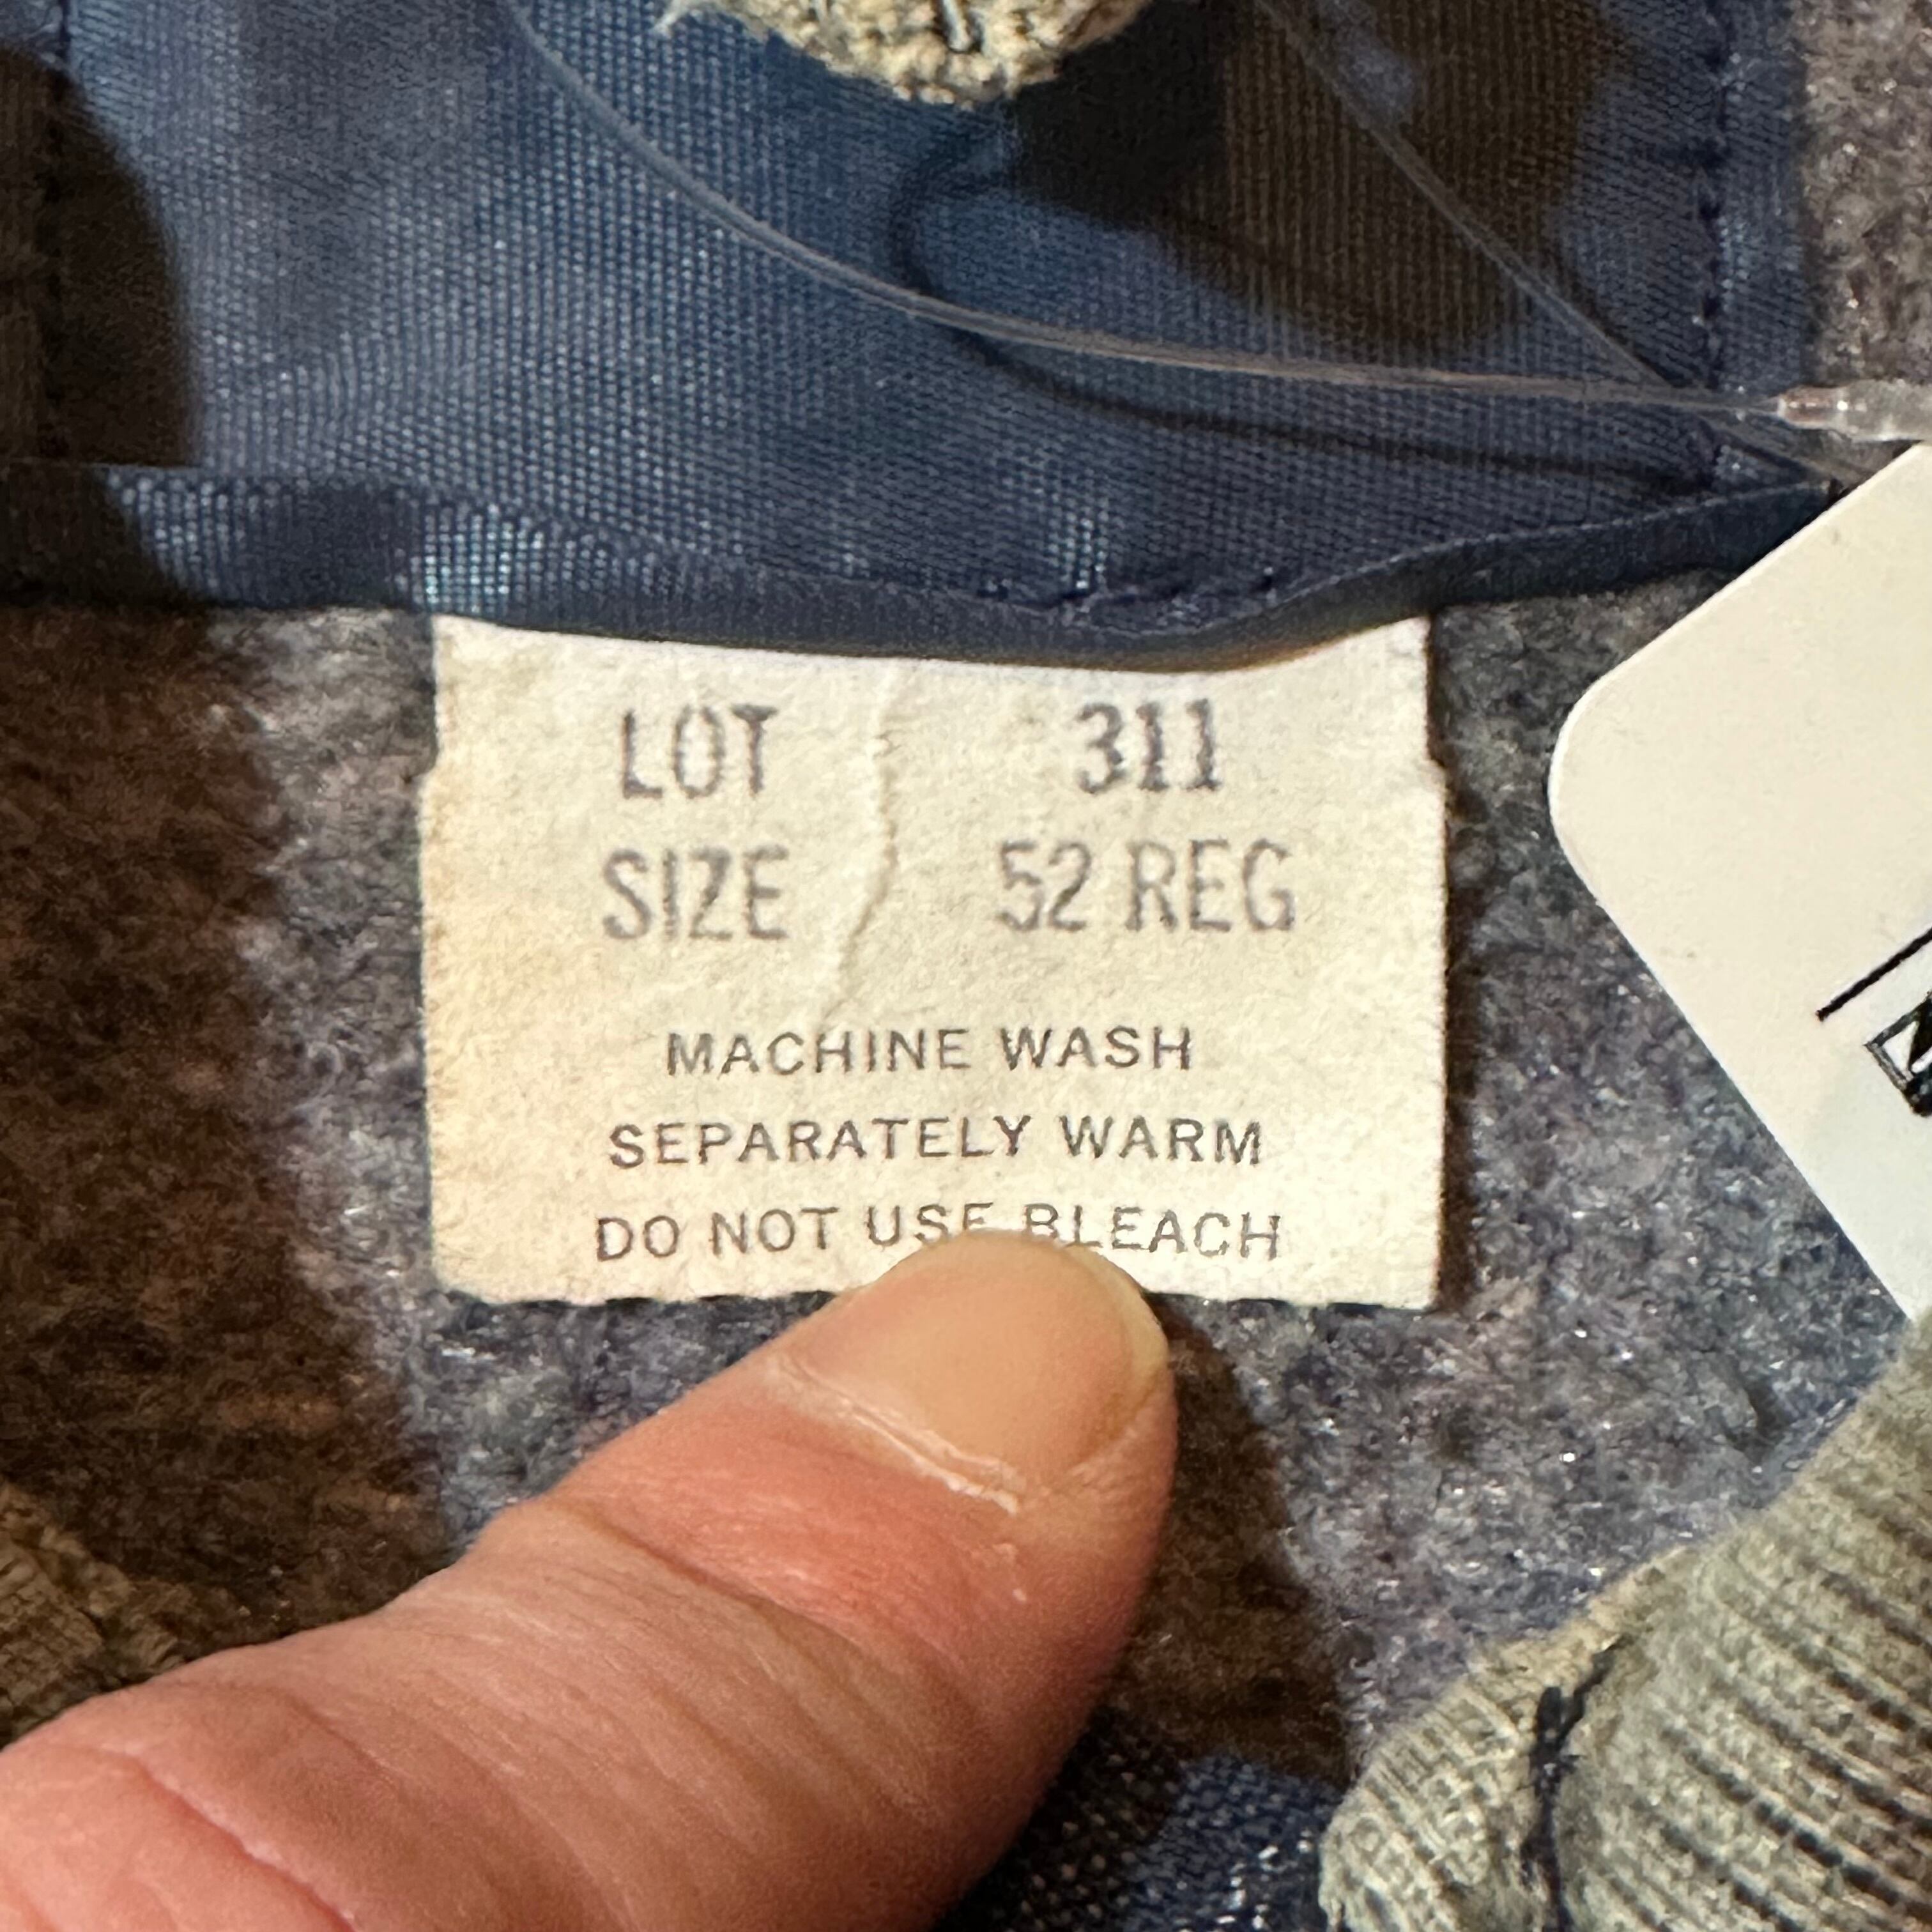 LOT 311
SIZE 52 REG
MACHINE WASH
SEPARATELY WARM
DO NOT USE BLEACH